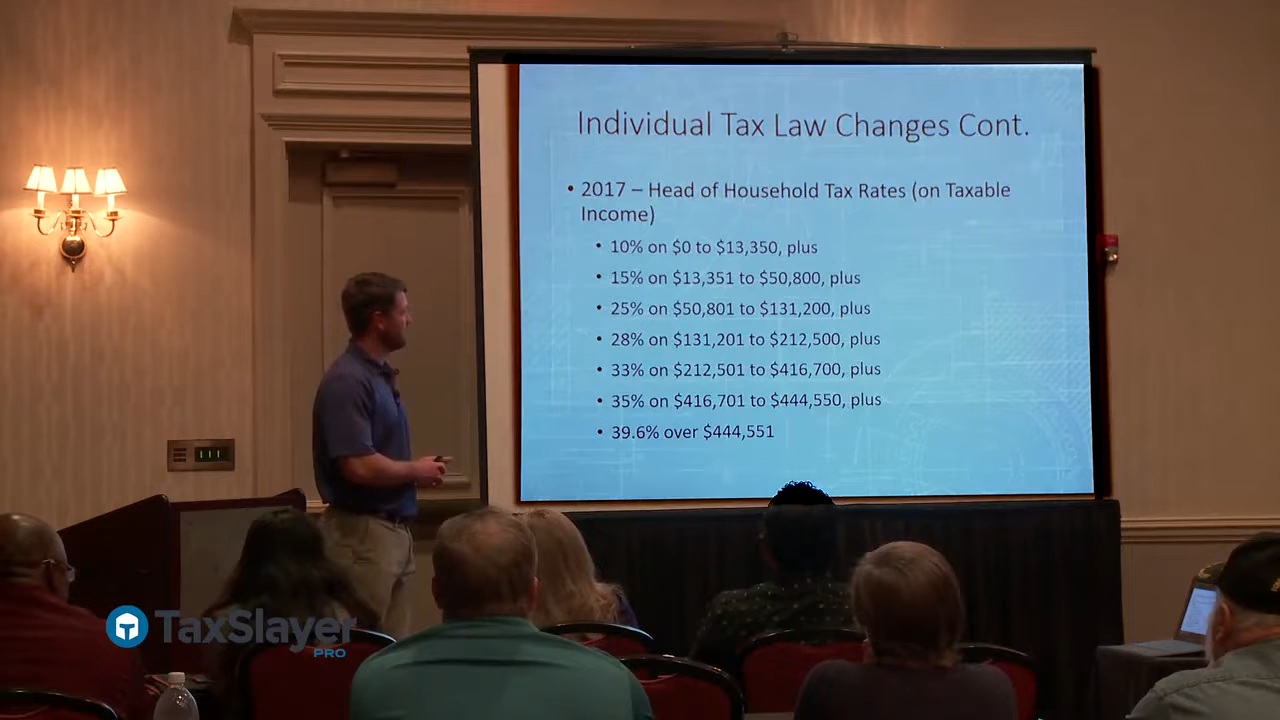 Individual Tax Law Changes Cont.
• 2017 – Head of Household Tax Rates (on Taxable
Income)
• 10% on $0 to $13,350, plus
• 15% on $13,351 to $50,800, plus
• 25% on $50,801 to $131,200, plus
• 28% on $131,201 to $212,500, plus
• 33% on $212,501 to $416,700, plus
• 35% on $416,701 to $444,550, plus
• 39.6% over $444,551
TaxSlayer
PRO